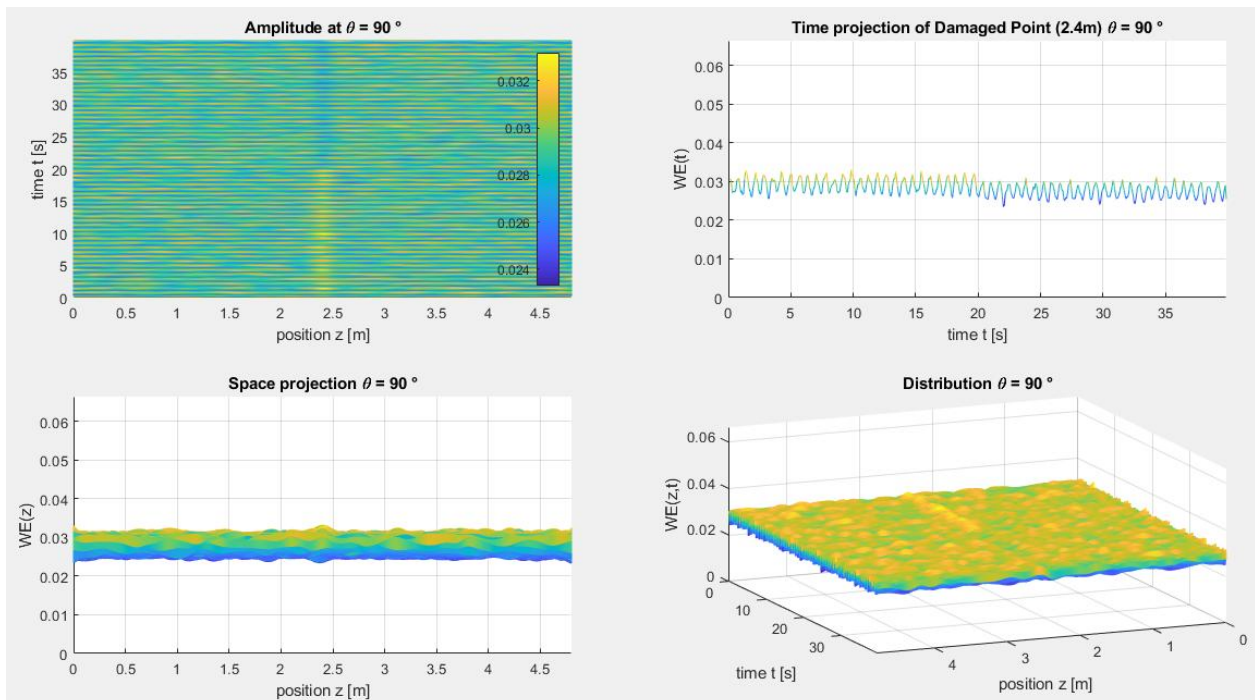 Amplitude at θ = 90 °
time t [s]
35
30
25
20
15
10
5
0
0 0.5 1 1.5 2 2.5 3 3.5 4 4.5
position z [m]
0.032
0.03
0.028
0.026
0.024
Time projection of Damaged Point (2.4m) θ = 90 °
WE(t)
0.06
0.05
0.04
0.03
0.02
0.01
0
0 5 10 15 20 25 30 35
time t [s]
Space projection θ = 90 °
WE(z)
0.06
0.05
0.04
0.03
0.02
0.01
0
0 0.5 1 1.5 2 2.5 3 3.5 4 4.5
position z [m]
Distribution θ = 90 °
WE(z,t)
0.06
0.04
0.02
0
0
10
20
30
time t [s]
4 3 2 1 0
position z [m]